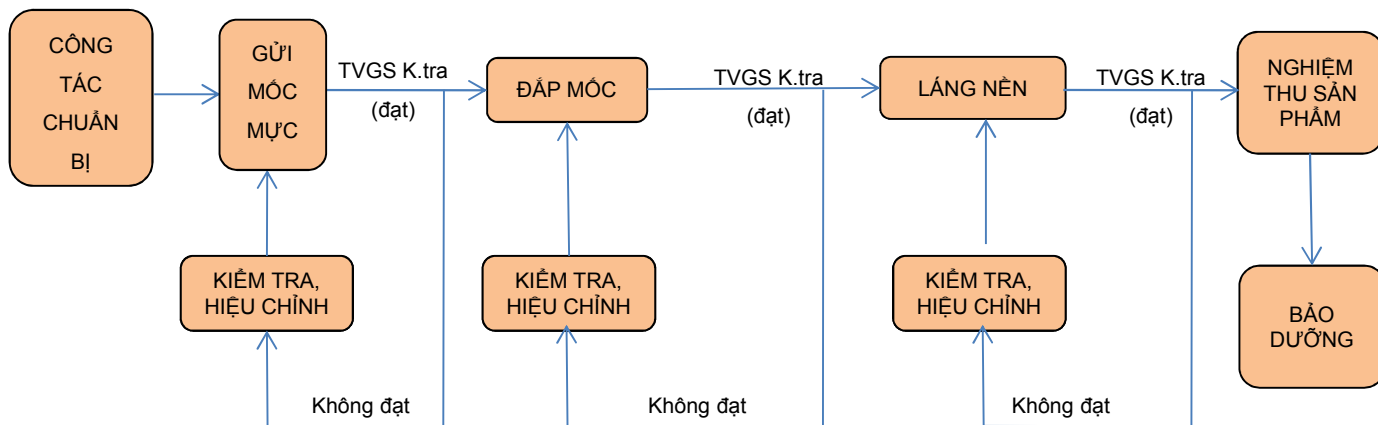 CÔNG
TÁC
CHUẨN
BỊ
GỬI
MỐC
MỰC
TVGS K.tra
(đạt)
ĐẮP MỐC
TVGS K.tra
(đạt)
LÁNG NỀN
TVGS K.tra
(đạt)
NGHIỆM
THU SẢN
PHẨM
KIỂM TRA,
HIỆU CHỈNH
KIỂM TRA,
HIỆU CHỈNH
KIỂM TRA,
HIỆU CHỈNH
BẢO
DƯỠNG
Không đạt
Không đạt
Không đạt